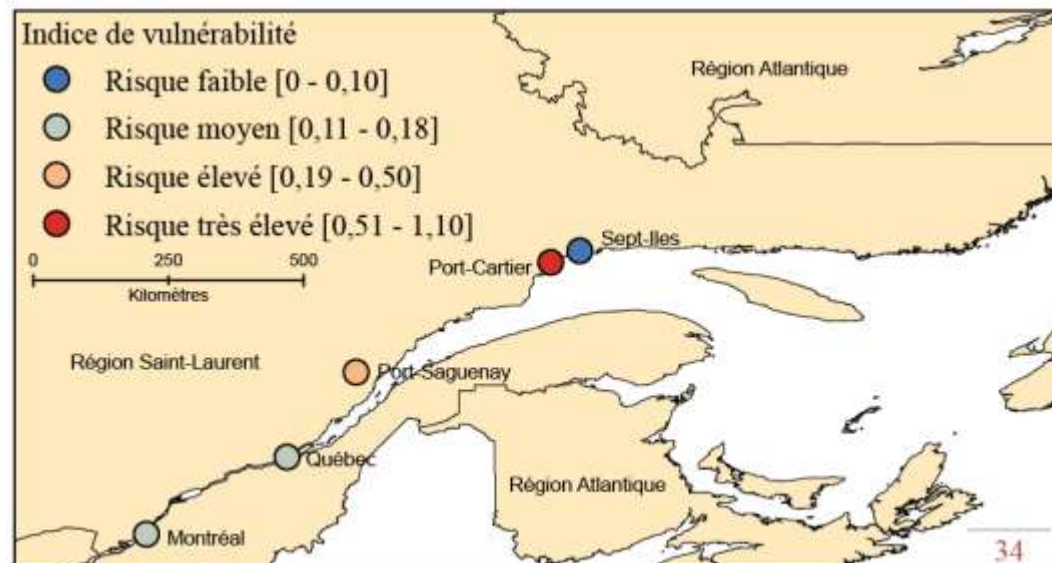 Indice de vulnérabilité
Risque faible [0 - 0,10]
Risque moyen [0,11 - 0,18]
Risque élevé [0,19 - 0,50]
Risque très élevé [0,51 - 1,10]
0 250 500
Kilomètres
Région Atlantique
Sept-Iles
Port-Cartier
Région Saint-Laurent
Port-Saguenay
Québec
Région Atlantique
Montréal
34